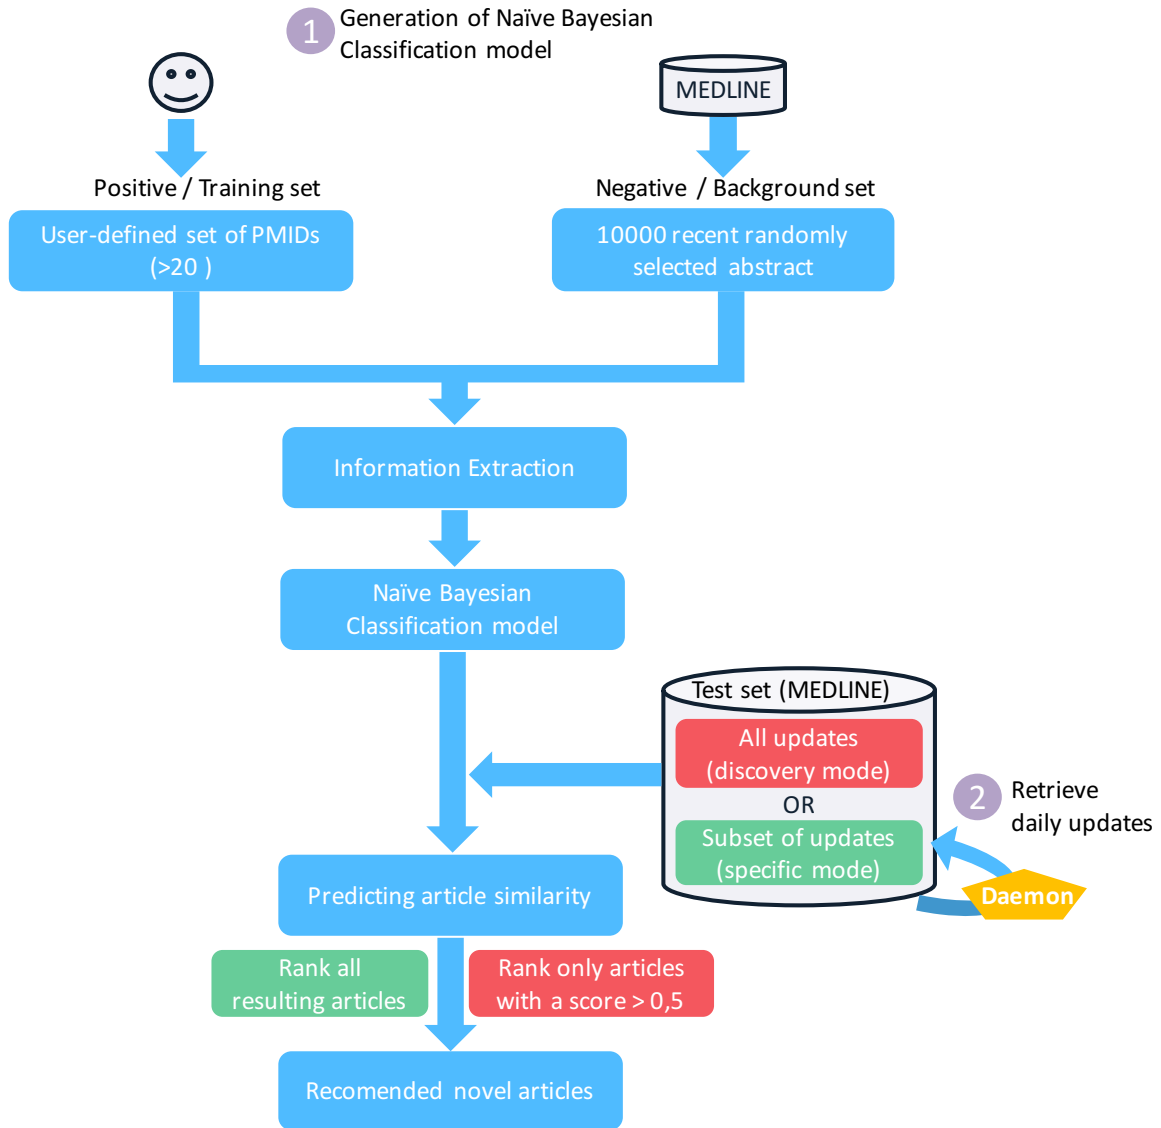 1
Generation of Naïve Bayesian
Classification model
MEDLINE
Positive / Training set
Negative / Background set
User-defined set of PMIDs
(>20 )
10000 recent randomly
selected abstract
Information Extraction
Naïve Bayesian
Classification model
Test set (MEDLINE)
All updates
(discovery mode)
OR
Subset of updates
(specific mode)
2
Retrieve
daily updates
Daemon
Predicting article similarity
Rank all
resulting articles
Rank only articles
with a score > 0,5
Recomended novel articles